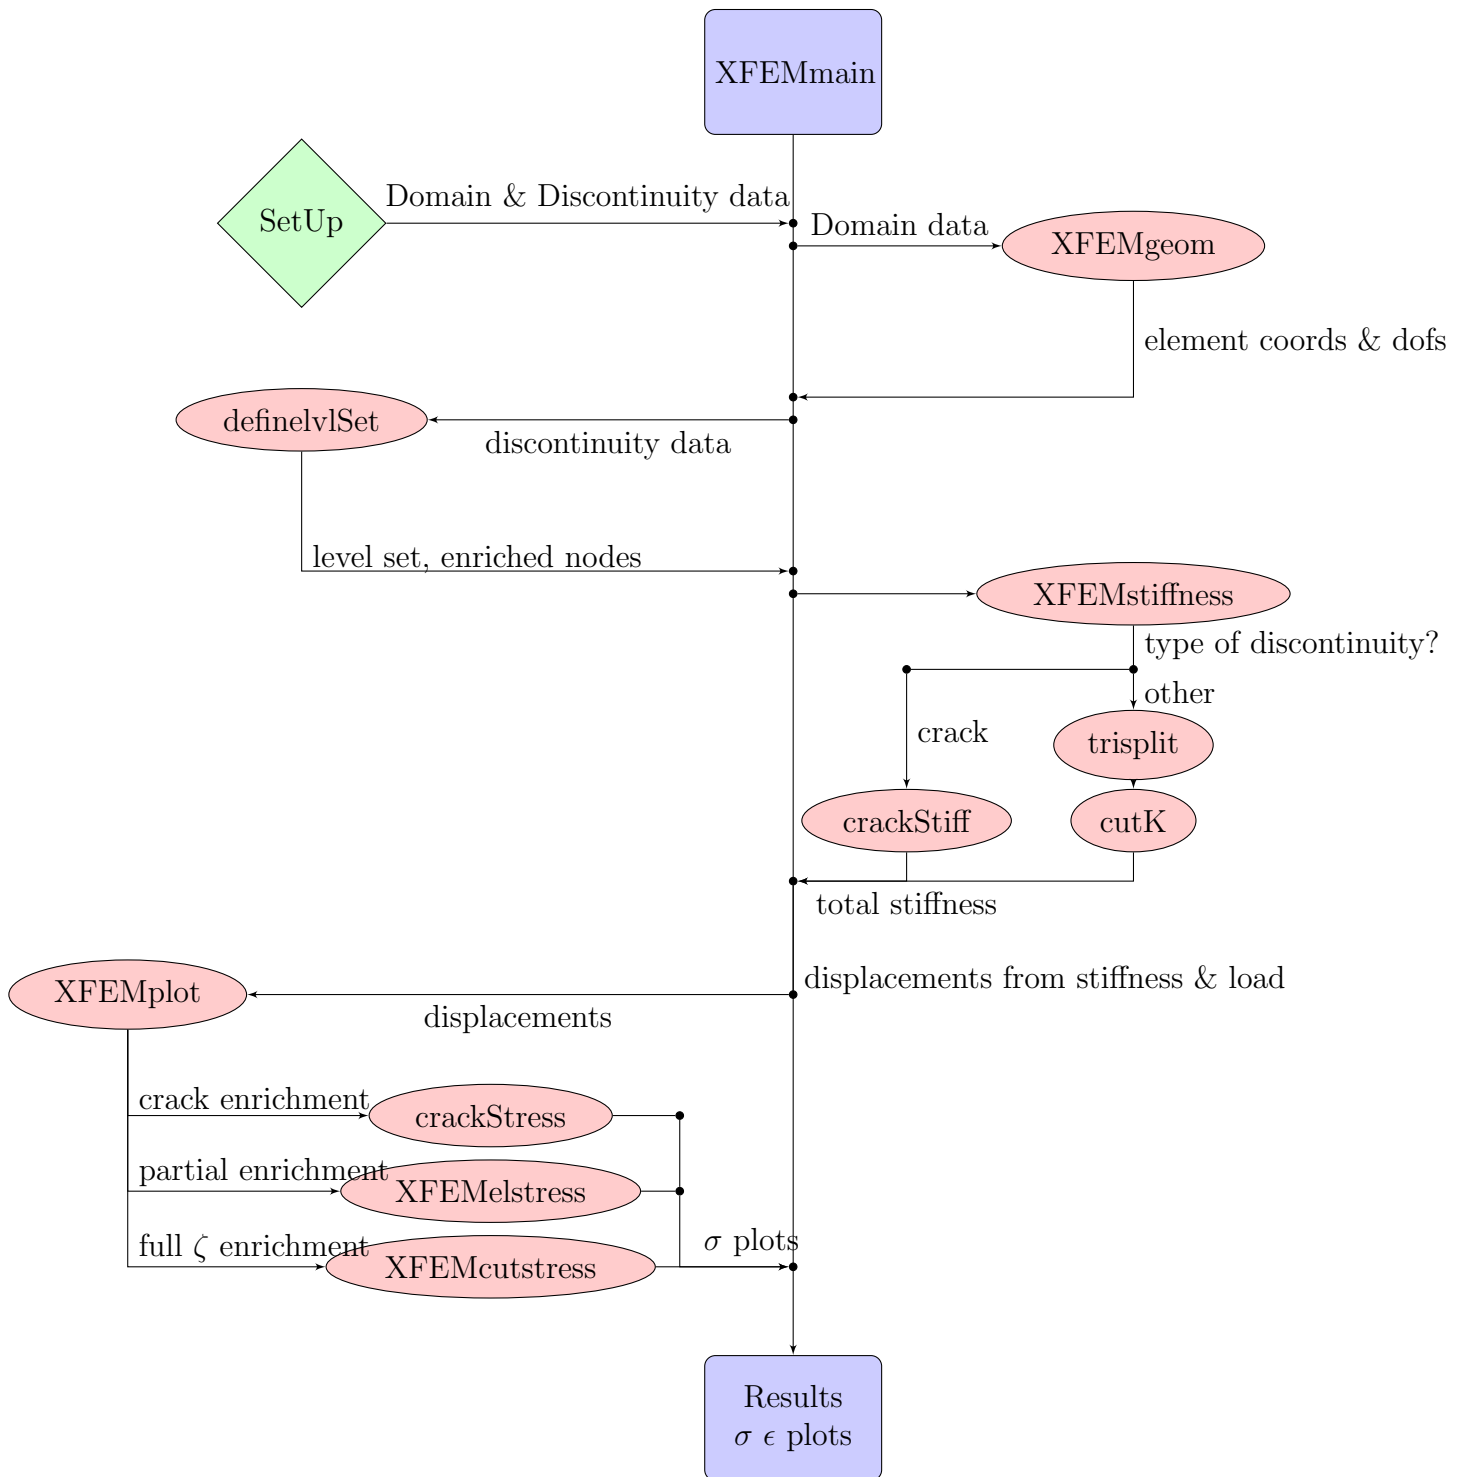 XFEMmain
SetUp
Domain & Discontinuity data
Domain data
XFEMgeom
element coords & dofs
definelvlSet
discontinuity data
level set, enriched nodes
XFEMstiffness
type of discontinuity?
other
crack
trisplit
crackStiff
cutK
total stiffness
displacements from stiffness & load
XFEMplot
displacements
crack enrichment
crackStress
partial enrichment
XFEMelstress
full ζ enrichment
XFEMcutstress
σ plots
Results
σ ϵ plots